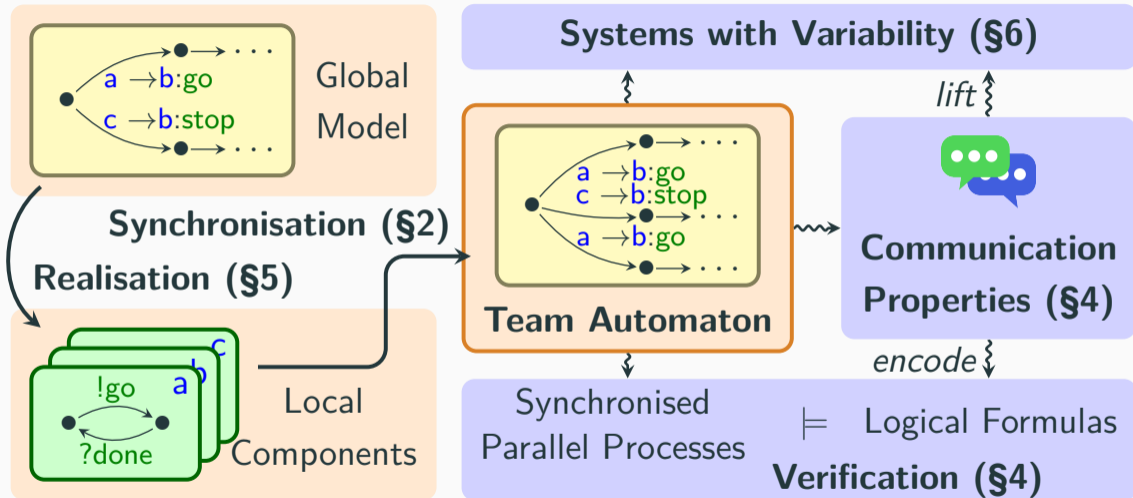 a →b:go
c →b:stop
Global
Model
Synchronisation (§2)
Realisation (§5)
c
b
a
!go
?done
Local
Components
a →b:go
c →b:stop
a →b:go
Team Automaton
Systems with Variability (§6)
lift
Communication
Properties (§4)
encode
Synchronised
Parallel Processes
⊨ Logical Formulas
Verification (§4)